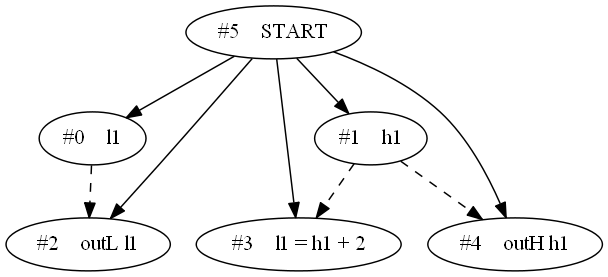 #5 START
#0 l1
#1 h1
#2 outL l1
#3 l1 = h1 + 2
#4 outH h1